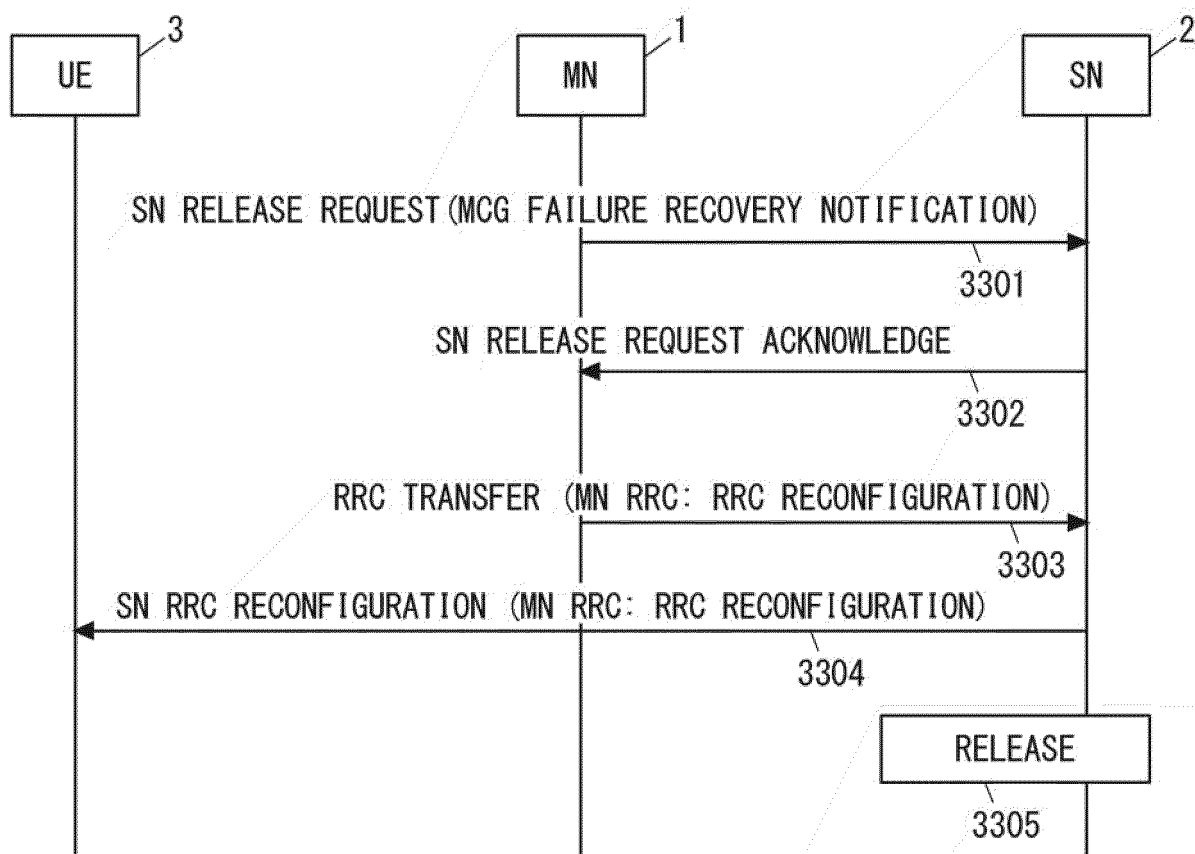 3
1
2
UE
MN
SN
SN RELEASE REQUEST(MCG FAILURE RECOVERY NOTIFICATION)
3301
SN RELEASE REQUEST ACKNOWLEDGE
3302
RRC TRANSFER (MN RRC: RRC RECONFIGURATION)
3303
SN RRC RECONFIGURATION (MN RRC: RRC RECONFIGURATION)
3304
RELEASE
3305